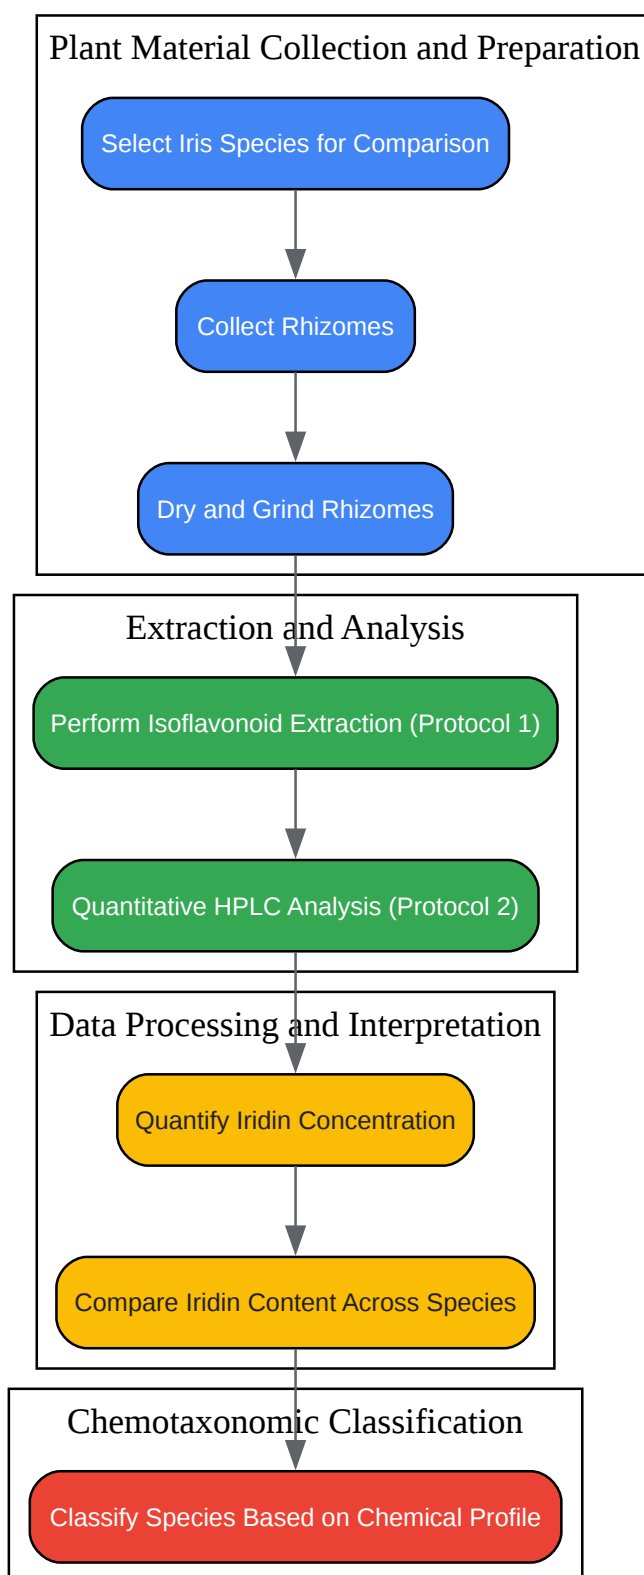 Plant Material Collection and Preparation
Select Iris Species for Comparison
Collect Rhizomes
Dry and Grind Rhizomes
Extraction and Analysis
Perform Isoflavonoid Extraction (Protocol 1)
Quantitative HPLC Analysis (Protocol 2)
Data Processing and Interpretation
Quantify Iridin Concentration
Compare Iridin Content Across Species
Chemotaxonomic Classification
Classify Species Based on Chemical Profile